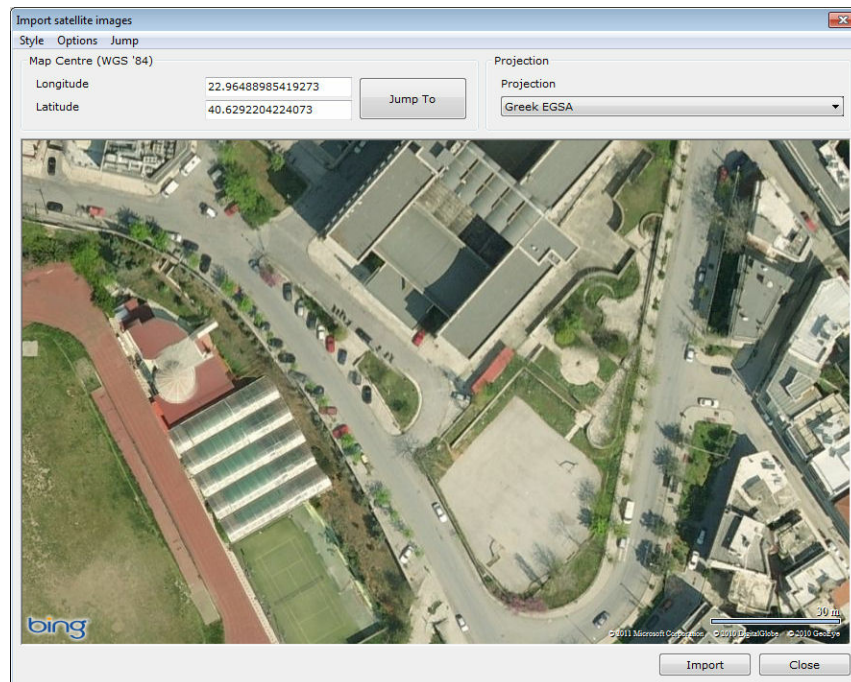 Import satellite images
Style Options Jump
Map Centre (WGS '84)
Longitude
22.96488985419273
Latitude
40.6292204224073
Jump To
Projection
Projection
Greek EGSA
bing
30 m
© 2011 Microsoft Corporation © 2010 DigitalGlobe © 2010 GeoEye
Import Close